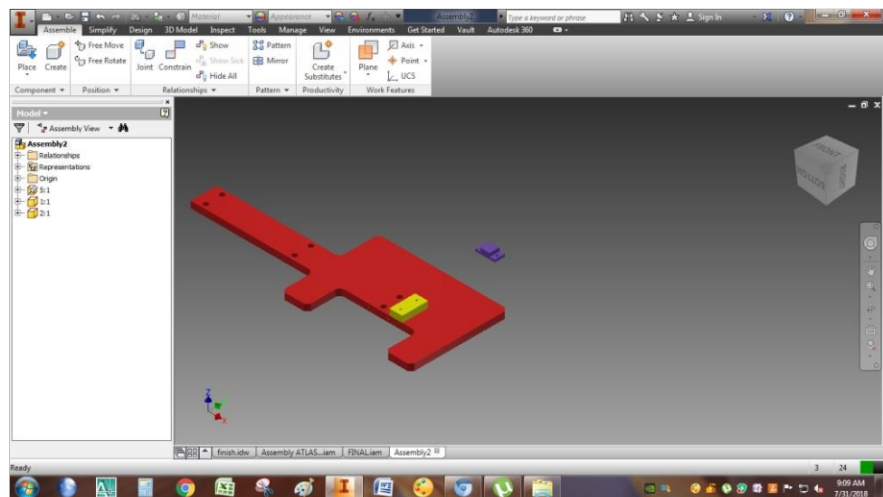 Material Appearance Assembly2 Type a keyword or phrase Sign In
Assemble Simplify Design 3D Model Inspect Tools Manage View Environments Get Started Vault Autodesk 360
Place Create Free Move Free Rotate Joint Constrain Show Show Sick Hide All Pattern Mirror Create Substitutes Plane Axis Point UCS
Component Position Relationships Pattern Productivity Work Features
Model
Assembly View
Assembly2
Relationships
Representations
Origin
5:1
1:1
2:1
FRONT
BOTTOM RIGHT
Z
X
finish.idw Assembly ATLAS...iam FINAL.iam Assembly2
Ready 3 24
9:09 AM
7/31/2018